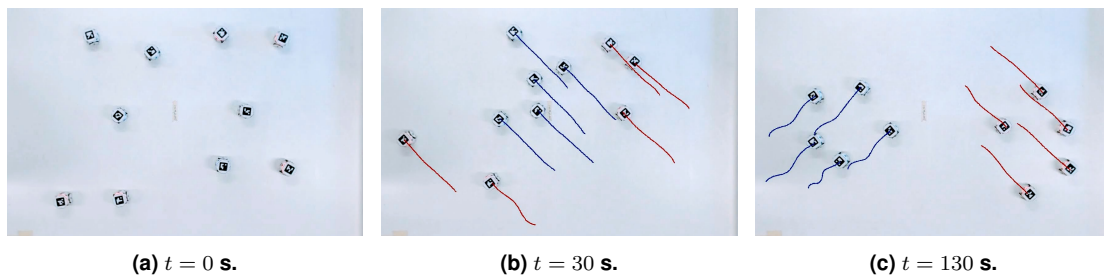 (a) t = 0 s.
(b) t = 30 s.
(c) t = 130 s.